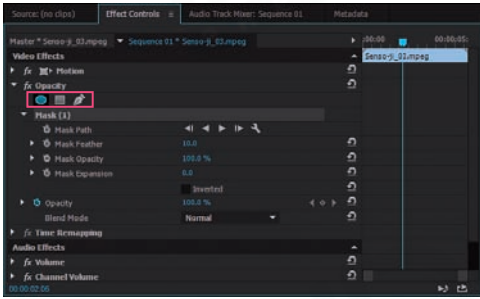 Source: (no clips) Effect Controls Audio Track Mixer: Sequence 01 Metadata
Master * Senso-ji_02.mpeg Sequence 01 * Senso-ji_02.mpeg :00:00 00:00:05:
Video Effects Senso-ji_02.mpeg
fx Motion
fx Opacity
Mask (1)
Mask Path
Mask Feather 10.0
Mask Opacity 100.0 %
Mask Expansion 0.0
Inverted
Opacity 100.0 %
Blend Mode Normal
fx Time Remapping
Audio Effects
fx Volume
fx Channel Volume
00:00:02:06